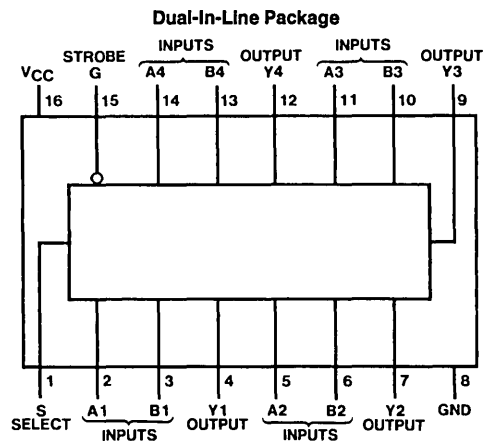 Dual-In-Line Package
STROBE INPUTS OUTPUT INPUTS OUTPUT
VCC G A4 B4 Y4 A3 B3 Y3
16 15 14 13 12 11 10 9
1 2 3 4 5 6 7 8
S A1 B1 Y1 A2 B2 Y2 GND
SELECT INPUTS OUTPUT INPUTS OUTPUT